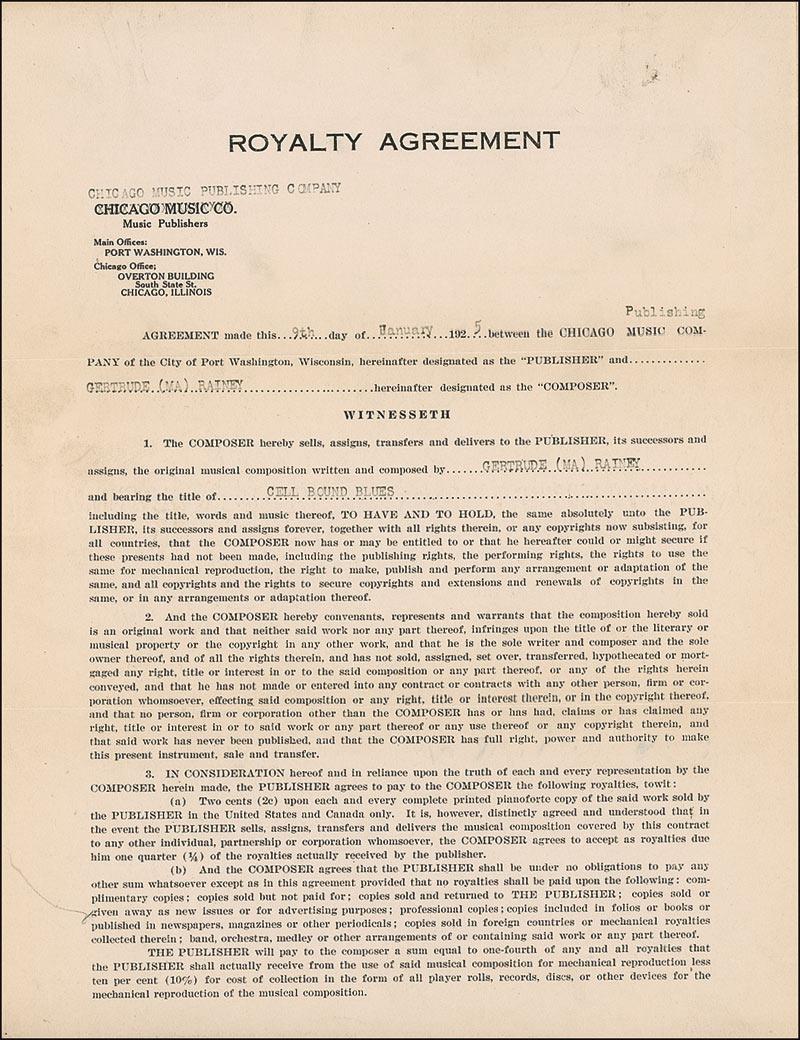 ROYALTY AGREEMENT
CHICAGO MUSIC PUBLISHING COMPANY
CHICAGO MUSIC CO.
Music Publishers
Main Offices:
PORT WASHINGTON, WIS.
Chicago Office;
OVERTON BUILDING
South State St.
CHICAGO, ILLINOIS
Publishing
AGREEMENT made this...9th...day of...January...192.5.between the CHICAGO MUSIC COM-
PANY of the City of Port Washington, Wisconsin, hereinafter designated as the "PUBLISHER" and.............
GERTRUDE (MA) RAINEY........................hereinafter designated as the "COMPOSER".
WITNESSETH
1. The COMPOSER hereby sells, assigns, transfers and delivers to the PUBLISHER, its successors and
assigns, the original musical composition written and composed by......GERTRUDE (MA) RAINEY............
and bearing the title of........CELL BOUND BLUES..........................................................
including the title, words and music thereof, TO HAVE AND TO HOLD, the same absolutely unto the PUB-
LISHER, its successors and assigns forever, together with all rights therein, or any copyrights now subsisting, for
all countries, that the COMPOSER now has or may be entitled to or that he hereafter could or might secure if
these presents had not been made, including the publishing rights, the performing rights, the rights to use the
same for mechanical reproduction, the right to make, publish and perform any arrangement or adaptation of the
same, and all copyrights and the rights to secure copyrights and extensions and renewals of copyrights in the
same, or in any arrangements or adaptation thereof.
2. And the COMPOSER hereby convenants, represents and warrants that the composition hereby sold
is an original work and that neither said work nor any part thereof, infringes upon the title of or the literary or
musical property or the copyright in any other work, and that he is the sole writer and composer and the sole
owner thereof, and of all the rights therein, and has not sold, assigned, set over, transferred, hypothecated or mort-
gaged any right, title or interest in or to the said composition or any part thereof, or any of the rights herein
conveyed, and that he has not made or entered into any contract or contracts with any other person, firm or cor-
poration whomsoever, effecting said composition or any right, title or interest therein, or in the copyright thereof,
and that no person, firm or corporation other than the COMPOSER has or has had, claims or has claimed any
right, title or interest in or to said work or any part thereof or any use thereof or any copyright therein, and
that said work has never been published, and that the COMPOSER has full right, power and authority to make
this present instrument, sale and transfer.
3. IN CONSIDERATION hereof and in reliance upon the truth of each and every representation by the
COMPOSER herein made, the PUBLISHER agrees to pay to the COMPOSER the following royalties, towit:
(a) Two cents (2c) upon each and every complete printed pianoforte copy of the said work sold by
the PUBLISHER in the United States and Canada only. It is, however, distinctly agreed and understood that in
the event the PUBLISHER sells, assigns, transfers and delivers the musical composition covered by this contract
to any other individual, partnership or corporation whomsoever, the COMPOSER agrees to accept as royalties due
him one quarter (¼) of the royalties actually received by the publisher.
(b) And the COMPOSER agrees that the PUBLISHER shall be under no obligations to pay any
other sum whatsoever except as in this agreement provided that no royalties shall be paid upon the following: com-
plimentary copies; copies sold but not paid for; copies sold and returned to THE PUBLISHER; copies sold or
given away as new issues or for advertising purposes; professional copies; copies included in folios or books or
published in newspapers, magazines or other periodicals; copies sold in foreign countries or mechanical royalties
collected therein; band, orchestra, medley or other arrangements of or containing said work or any part thereof.
THE PUBLISHER will pay to the composer a sum equal to one-fourth of any and all royalties that
the PUBLISHER shall actually receive from the use of said musical composition for mechanical reproduction less
ten per cent (10%) for cost of collection in the form of all player rolls, records, discs, or other devices for the
mechanical reproduction of the musical composition.